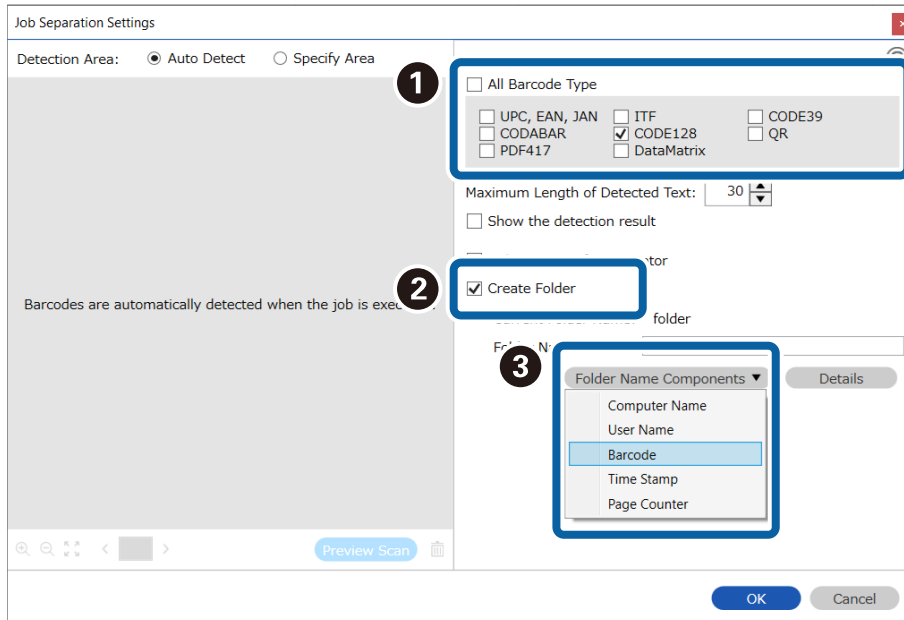 Job Separation Settings
Detection Area: Auto Detect Specify Area
1
All Barcode Type
UPC, EAN, JAN ITF CODE39
CODABAR CODE128 QR
PDF417 DataMatrix
Maximum Length of Detected Text: 30
Show the detection result
2
Create Folder
Barcodes are automatically detected when the job is
folder
3
Folder Name Components Details
Computer Name
User Name
Barcode
Time Stamp
Page Counter
Preview Scan
OK Cancel